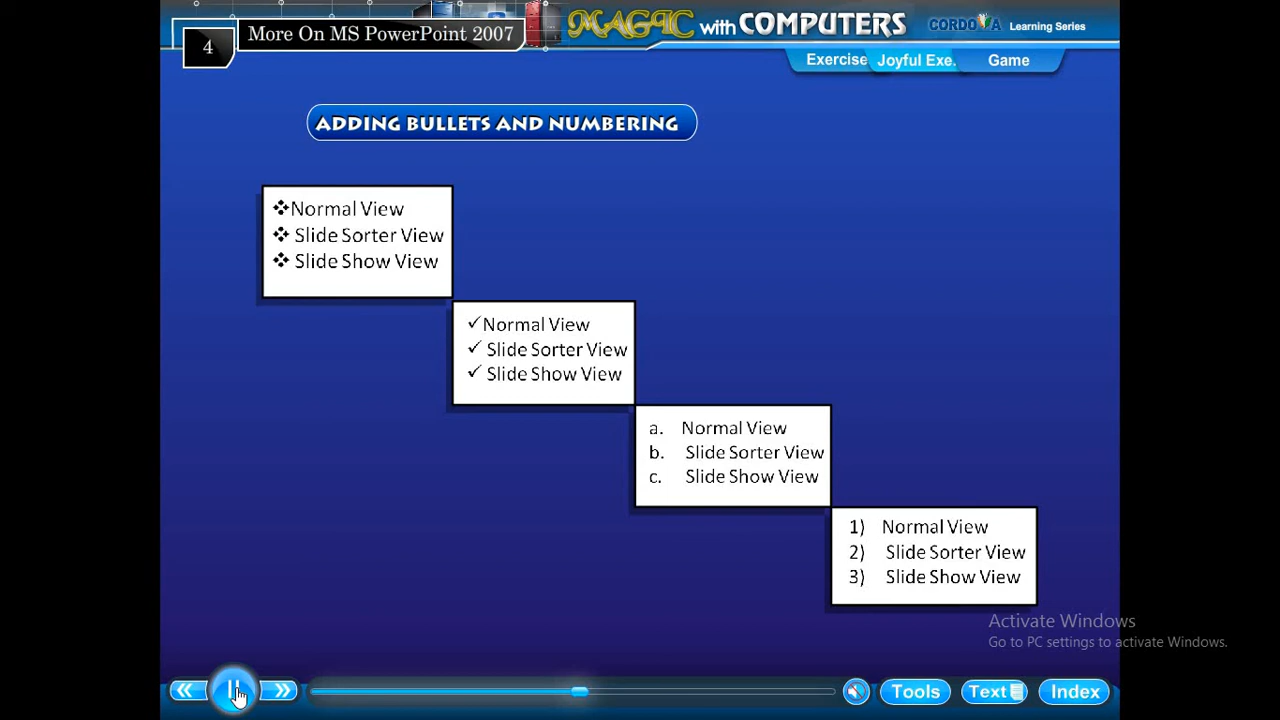 4
More On MS PowerPoint 2007
MAGIC with COMPUTERS
CORDOVA Learning Series
Exercise
Joyful Exe.
Game
ADDING BULLETS AND NUMBERING
❖Normal View
❖ Slide Sorter View
❖ Slide Show View
✓Normal View
✓ Slide Sorter View
✓ Slide Show View
a. Normal View
b. Slide Sorter View
c. Slide Show View
1) Normal View
2) Slide Sorter View
3) Slide Show View
Activate Windows
Go to PC settings to activate Windows.
Tools
Text
Index